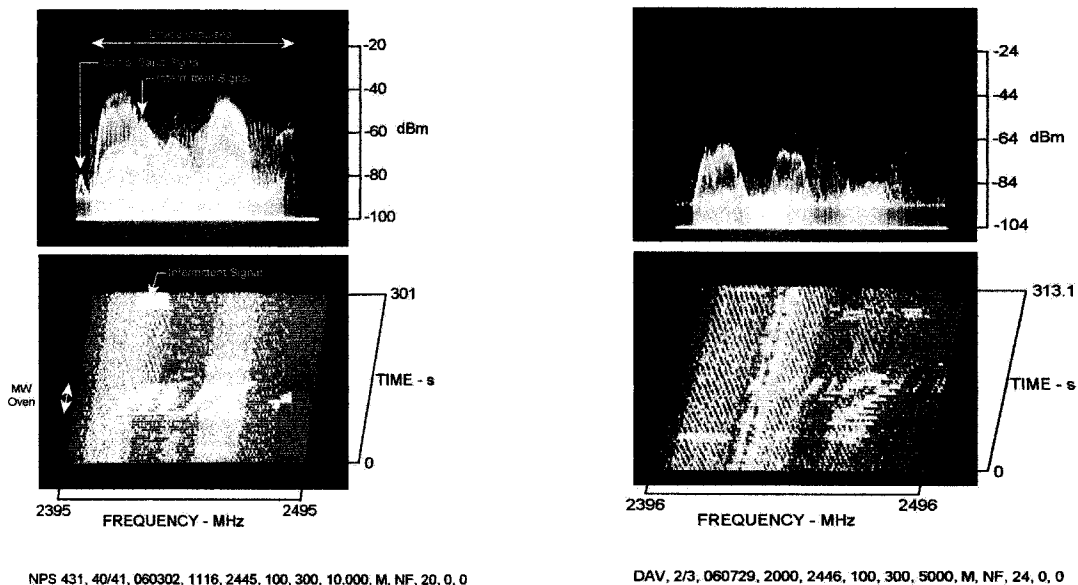 -20
-40
-60
dBm
-80
-100
Intermittent Signal
Intermittent Signal
301
TIME - s
0
MW
Oven
2395
2495
FREQUENCY - MHz
NPS 431, 40/41, 060302, 1116, 2445, 100, 300, 10.000, M, NF, 20, 0, 0
-24
-44
-64
dBm
-84
-104
313.1
TIME - s
0
2396
2496
FREQUENCY - MHz
DAV, 2/3, 060729, 2000, 2446, 100, 300, 5000, M, NF, 24, 0, 0